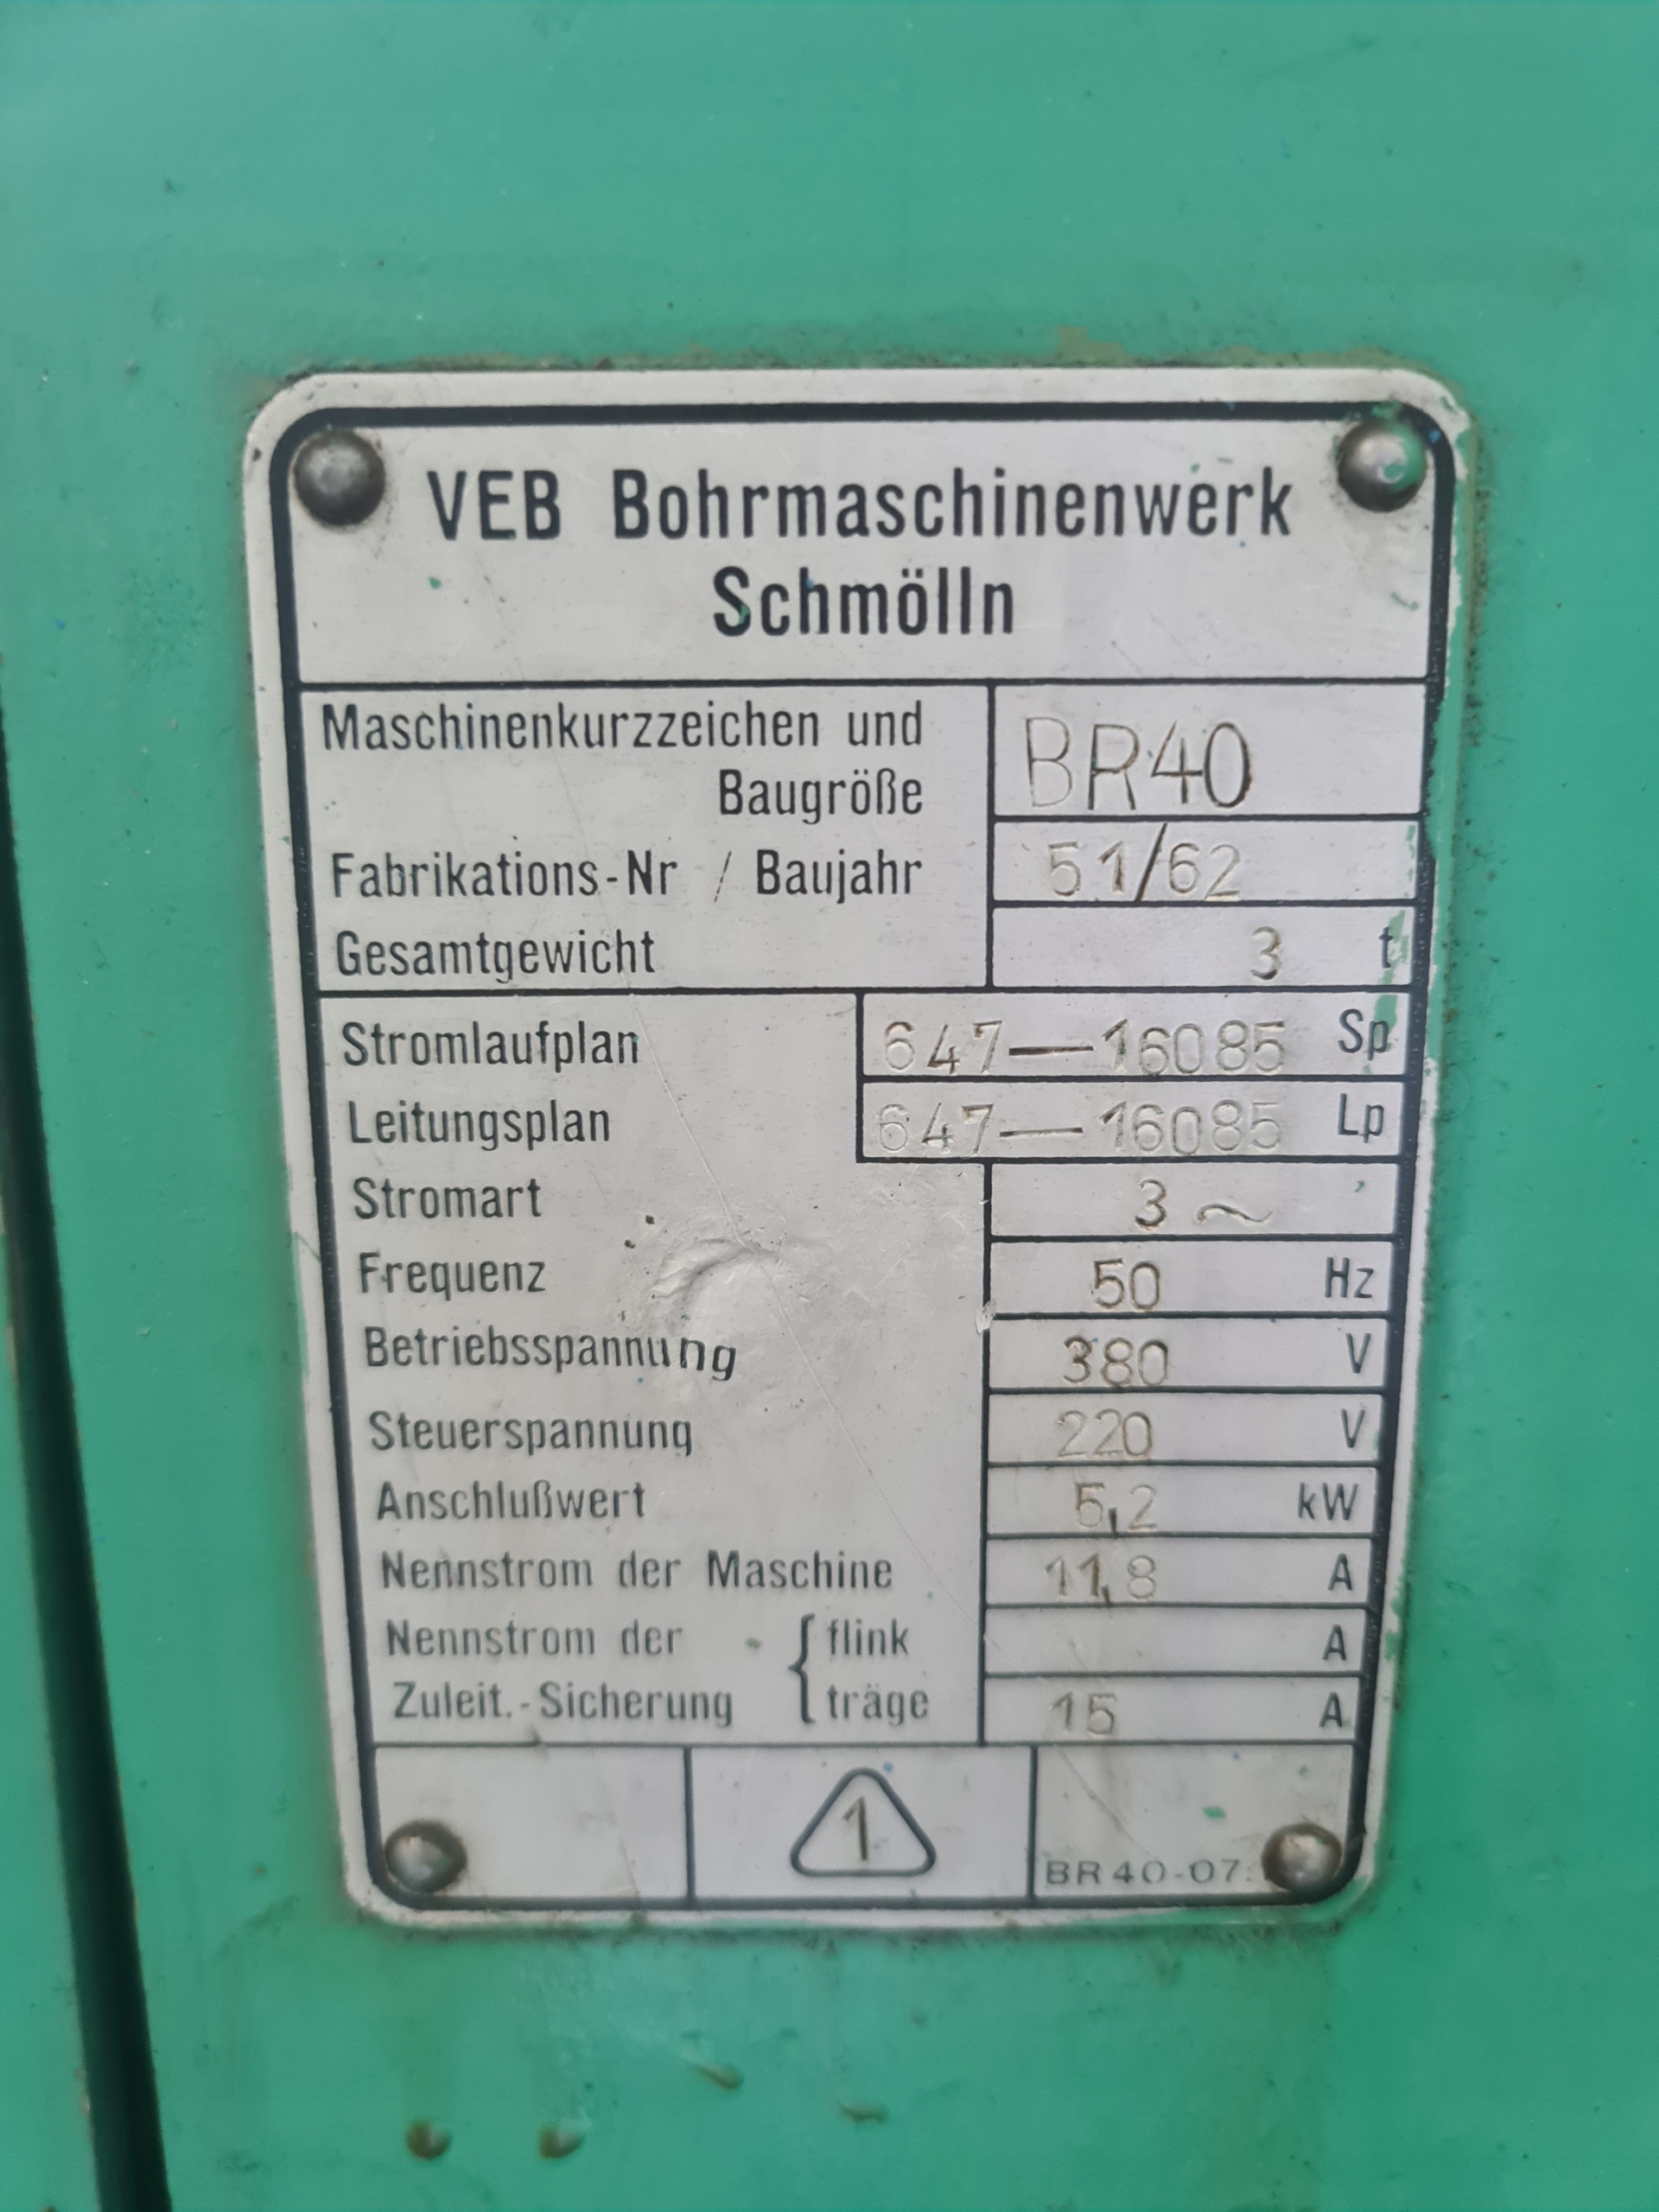 VEB Bohrmaschinenwerk
Schmölln
Maschinenkurzzeichen und
Baugröße
BR40
Fabrikations-Nr / Baujahr 51/62
Gesamtgewicht 3 t
Stromlaufplan 647—16085 Sp
Leitungsplan 647—16085 Lp
Stromart 3 ~
Frequenz 50 Hz
Betriebsspannung 380 V
Steuerspannung 220 V
Anschlußwert 5,2 kW
Nennstrom der Maschine 11,8 A
Nennstrom der { flink A
Zuleit.-Sicherung { träge 15 A
1
BR40-07